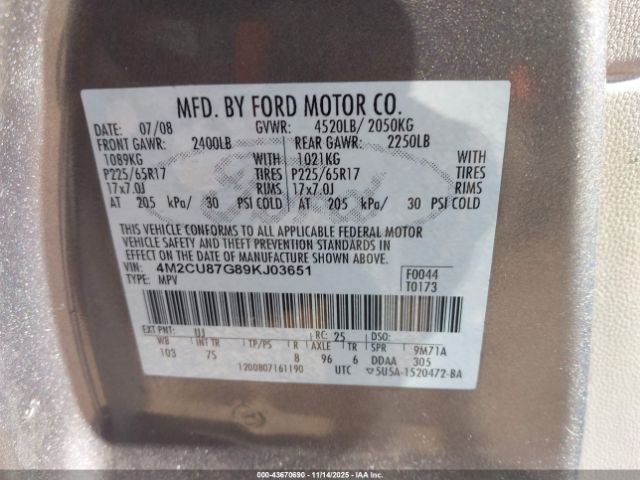 MFD. BY FORD MOTOR CO.
DATE: 07/08 GVWR: 4520LB/ 2050KG
FRONT GAWR: 2400LB REAR GAWR: 2250LB
1089KG WITH 1021KG WITH
P225/65R17 TIRES P225/65R17 TIRES
17x7.0J RIMS 17x7.0J RIMS
AT 205 kPa/ 30 PSI COLD AT 205 kPa/ 30 PSI COLD
THIS VEHICLE CONFORMS TO ALL APPLICABLE FEDERAL MOTOR
VEHICLE SAFETY AND THEFT PREVENTION STANDARDS IN
EFFECT ON THE DATE OF MANUFACTURE SHOWN ABOVE.
VIN: 4M2CU87G89KJ03651 F0044
TYPE: MPV T0173
EXT PNT: UJ RC: 25 DSO:
WB INT TR TP/PS R AXLE TR SPR 9M71A
103 75 8 96 6 DDAA 305
1200807161190 UTC 5U5A-1520472-BA
Ford
000-43670690 - 11/14/2025 - IAAI.COM